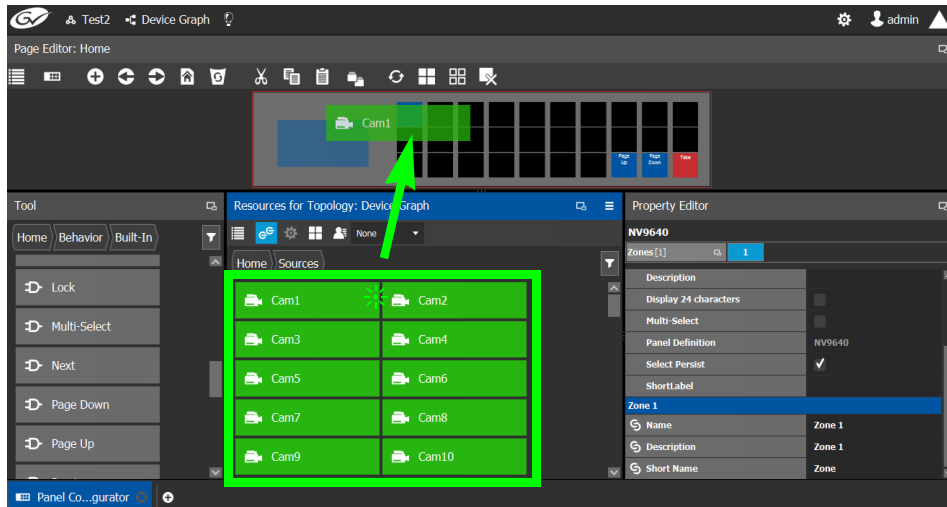 GV Test2 Device Graph admin
Page Editor: Home
Cam1
Page Up Page Down Take
Tool
Resources for Topology: Device Graph
Property Editor
Home Behavior Built-In
None
NV9640
Zones[1] 1
Home Sources
Description
Lock
Cam1 Cam2
Display 24 characters
Multi-Select
Multi-Select
Cam3 Cam4
Panel Definition NV9640
Next
Cam5 Cam6
Select Persist
ShortLabel
Page Down
Cam7 Cam8
Zone 1
Name Zone 1
Page Up
Cam9 Cam10
Description Zone 1
Short Name Zone
Panel Co...gurator